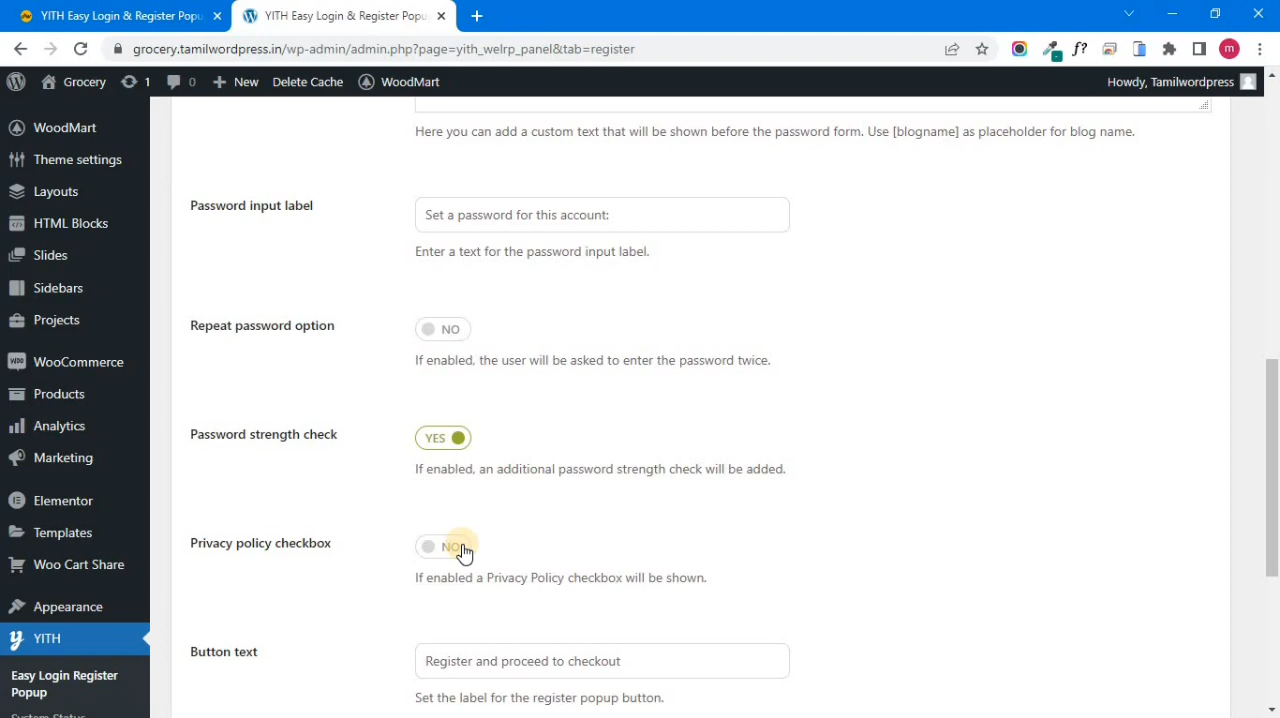 YITH Easy Login & Register Popu
YITH Easy Login & Register Popu
grocery.tamilwordpress.in/wp-admin/admin.php?page=yith_welrp_panel&tab=register
f?
m
Grocery
1
0
New
Delete Cache
WoodMart
Howdy, Tamilwordpress
WoodMart
Theme settings
Layouts
HTML Blocks
Slides
Sidebars
Projects
WooCommerce
Products
Analytics
Marketing
Elementor
Templates
Woo Cart Share
Appearance
YITH
Easy Login Register
Popup
System Status
Here you can add a custom text that will be shown before the password form. Use [blogname] as placeholder for blog name.
Password input label
Set a password for this account:
Enter a text for the password input label.
Repeat password option
NO
If enabled, the user will be asked to enter the password twice.
Password strength check
YES
If enabled, an additional password strength check will be added.
Privacy policy checkbox
NO
If enabled a Privacy Policy checkbox will be shown.
Button text
Register and proceed to checkout
Set the label for the register popup button.